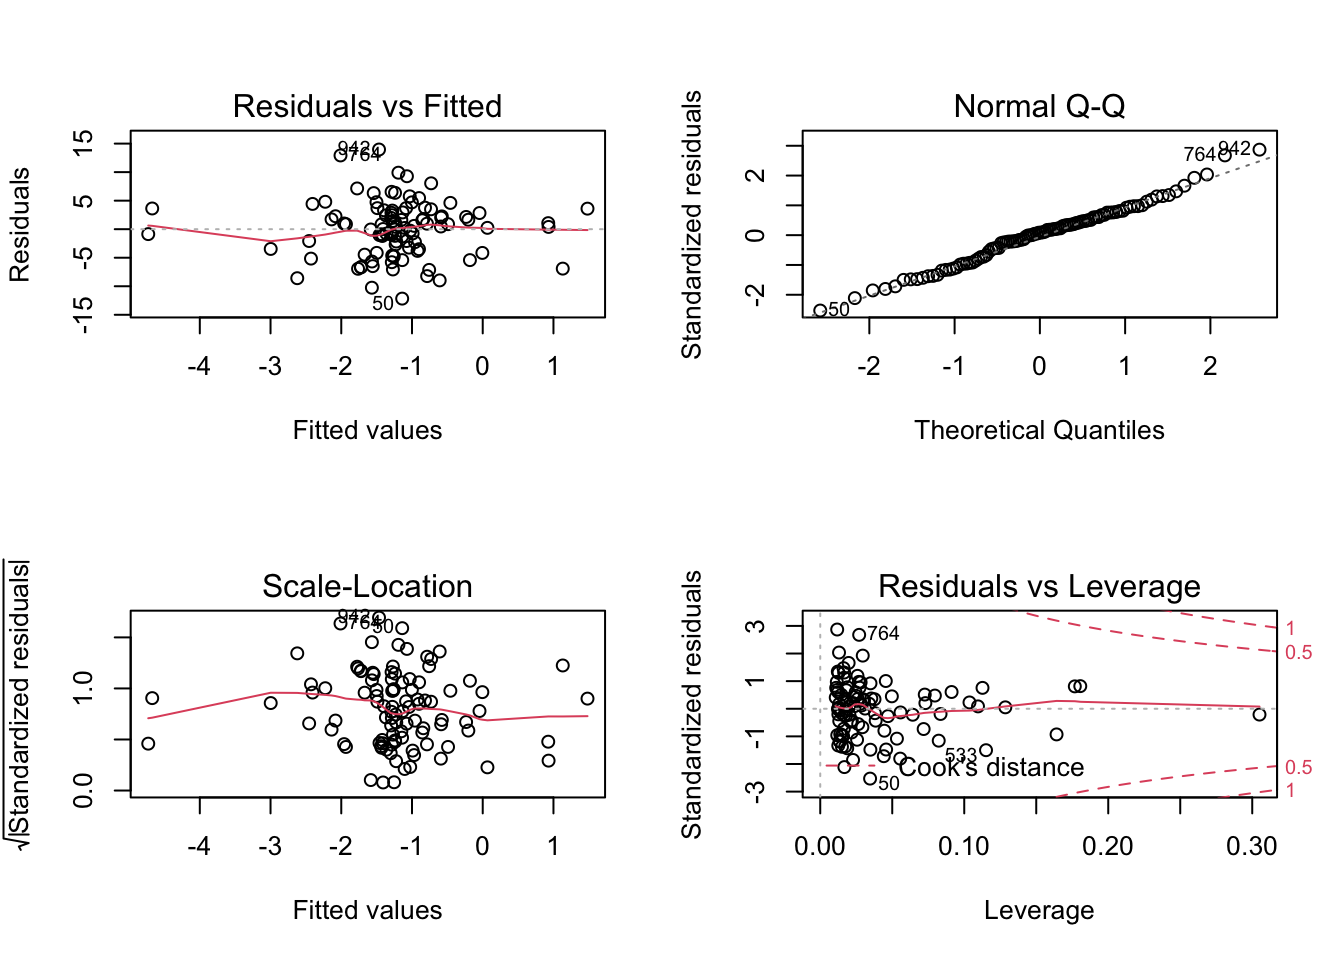 Residuals vs Fitted
Residuals
15
5
-5
-15
942
764
50
-4 -3 -2 -1 0 1
Fitted values
Normal Q-Q
Standardized residuals
2
0
-2
764 942
50
-2 -1 0 1 2
Theoretical Quantiles
Scale-Location
√|Standardized residuals|
1.0
0.0
942
764
50
-4 -3 -2 -1 0 1
Fitted values
Residuals vs Leverage
Standardized residuals
3
1
-1
-3
764
533
50
Cook's distance
1
0.5
0.5
1
0.00 0.10 0.20 0.30
Leverage